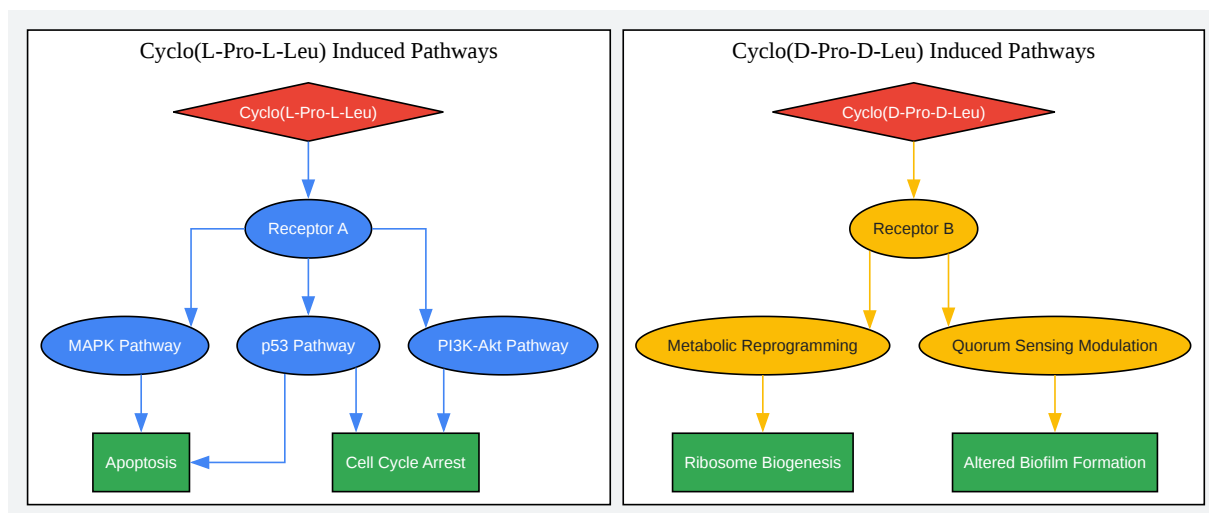 Cyclo(L-Pro-L-Leu) Induced Pathways
Cyclo(L-Pro-L-Leu)
Receptor A
MAPK Pathway
p53 Pathway
PI3K-Akt Pathway
Apoptosis
Cell Cycle Arrest
Cyclo(D-Pro-D-Leu) Induced Pathways
Cyclo(D-Pro-D-Leu)
Receptor B
Metabolic Reprogramming
Quorum Sensing Modulation
Ribosome Biogenesis
Altered Biofilm Formation